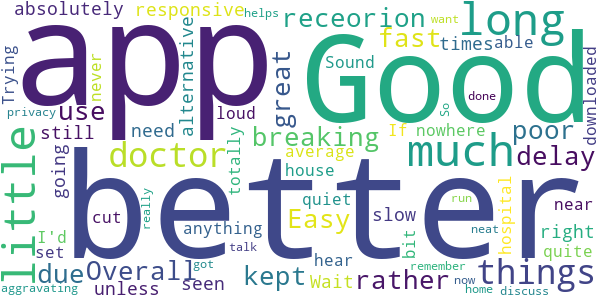 absolutely responsive helps receorion long want
Trying never app alternative great Sound fast times able So Good downloaded
privacy use loud done
still need breaking If nowhere poor
little going doctor totally average much delay
better house
I'd cut really anything quiet Easy slow bit hospital run near right
set due Overall kept hear rather talk neat quite
aggravating unless seen got Wait remember now things
home discuss